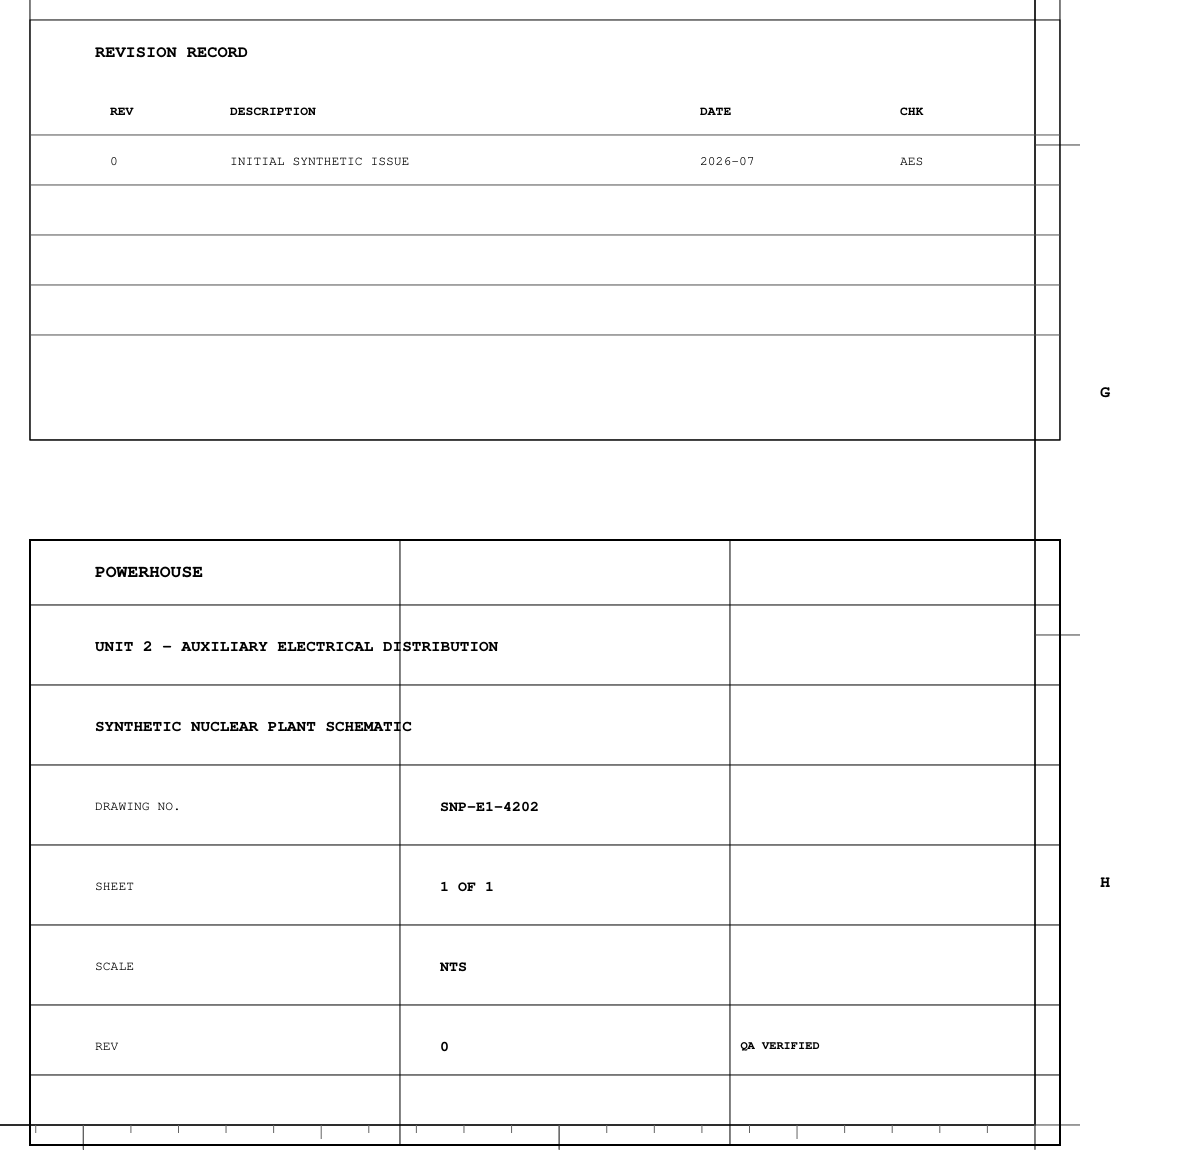 REVISION RECORD
REV DESCRIPTION DATE CHK
0 INITIAL SYNTHETIC ISSUE 2026-07 AES
G
POWERHOUSE
UNIT 2 - AUXILIARY ELECTRICAL DISTRIBUTION
SYNTHETIC NUCLEAR PLANT SCHEMATIC
DRAWING NO. SNP-E1-4202
SHEET 1 OF 1
H
SCALE NTS
REV 0 QA VERIFIED